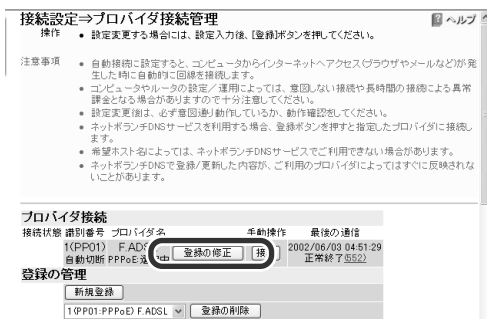 接続設定⇒プロバイダ接続管理
ヘルプ
操作
• 設定変更する場合には、設定入力後、[登録]ボタンを押してください。
注意事項
• 自動接続に設定すると、コンピュータからインターネットへアクセス(ブラウザやメールなど)が発
生した時に自動的に回線を接続します。
• コンピュータやルータの設定/運用によっては、意図しない接続や長時間の接続による異常
課金となる場合がありますので十分注意してください。
• 設定変更後は、必ず意図通り動作しているか、動作確認をしてください。
• ネットボランチDNSサービスを利用する場合、登録ボタンを押すと指定したプロバイダに接続し
ます。
• 希望ホスト名によっては、ネットボランチDNSサービスでご利用できない場合があります。
• ネットボランチDNSで登録/更新した内容が、ご利用のプロバイダによってはすぐに反映されな
いことがあります。
プロバイダ接続
接続状態 識別番号 プロバイダ名 手動操作 最後の通信
1(PP01) F.ADS 登録の修正 接 2002/06/03 04:51:29
自動切断 PPPoE: 正常終了(552)
登録の管理
新規登録
1(PP01:PPPoE) F.ADSL 登録の削除